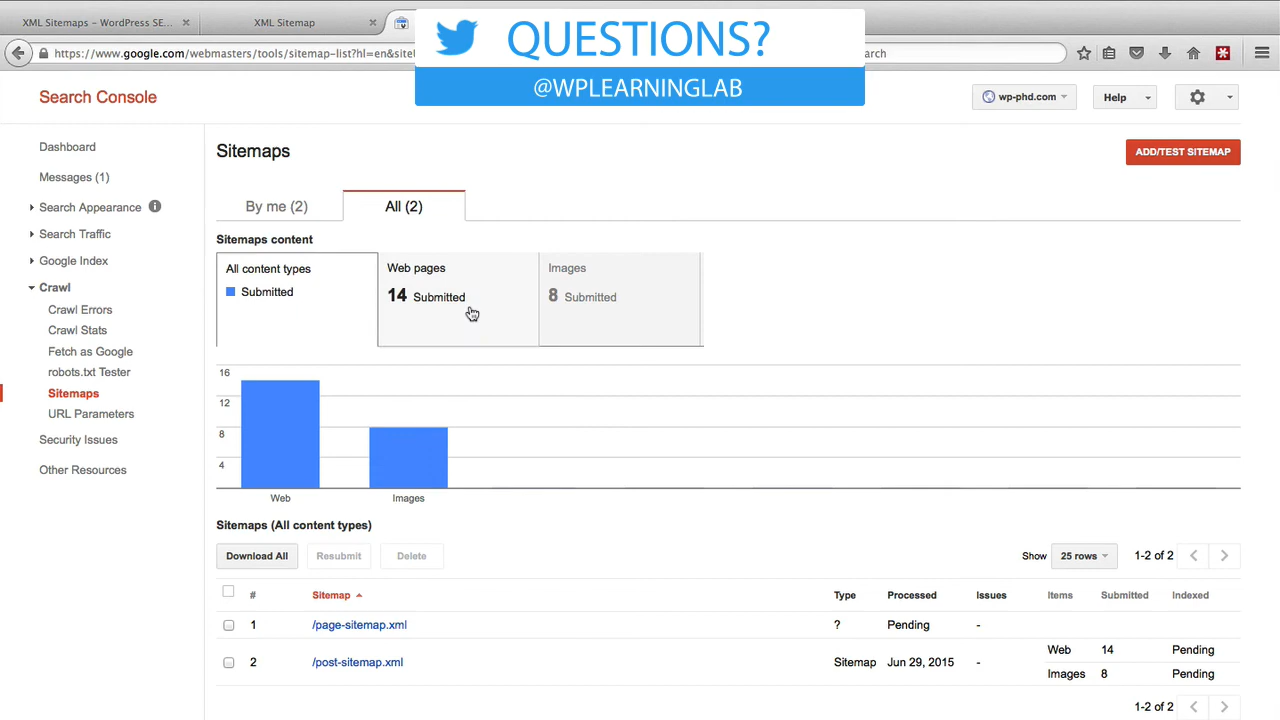 XML Sitemaps – WordPress SE...
XML Sitemap
QUESTIONS?
@WPLEARNINGLAB
https://www.google.com/webmasters/tools/sitemap-list?hl=en&sitel
arch
Search Console
wp-phd.com
Help
Dashboard
Messages (1)
Search Appearance
Search Traffic
Google Index
Crawl
Crawl Errors
Crawl Stats
Fetch as Google
robots.txt Tester
Sitemaps
URL Parameters
Security Issues
Other Resources
Sitemaps
ADD/TEST SITEMAP
By me (2)
All (2)
Sitemaps content
All content types
Submitted
Web pages
14 Submitted
Images
8 Submitted
16
12
8
4
Web
Images
Sitemaps (All content types)
Download All
Resubmit
Delete
Show
25 rows
1-2 of 2
# Sitemap Type Processed Issues Items Submitted Indexed
1 /page-sitemap.xml ? Pending -
2 /post-sitemap.xml Sitemap Jun 29, 2015 - Web 14 Pending
Images 8 Pending
1-2 of 2